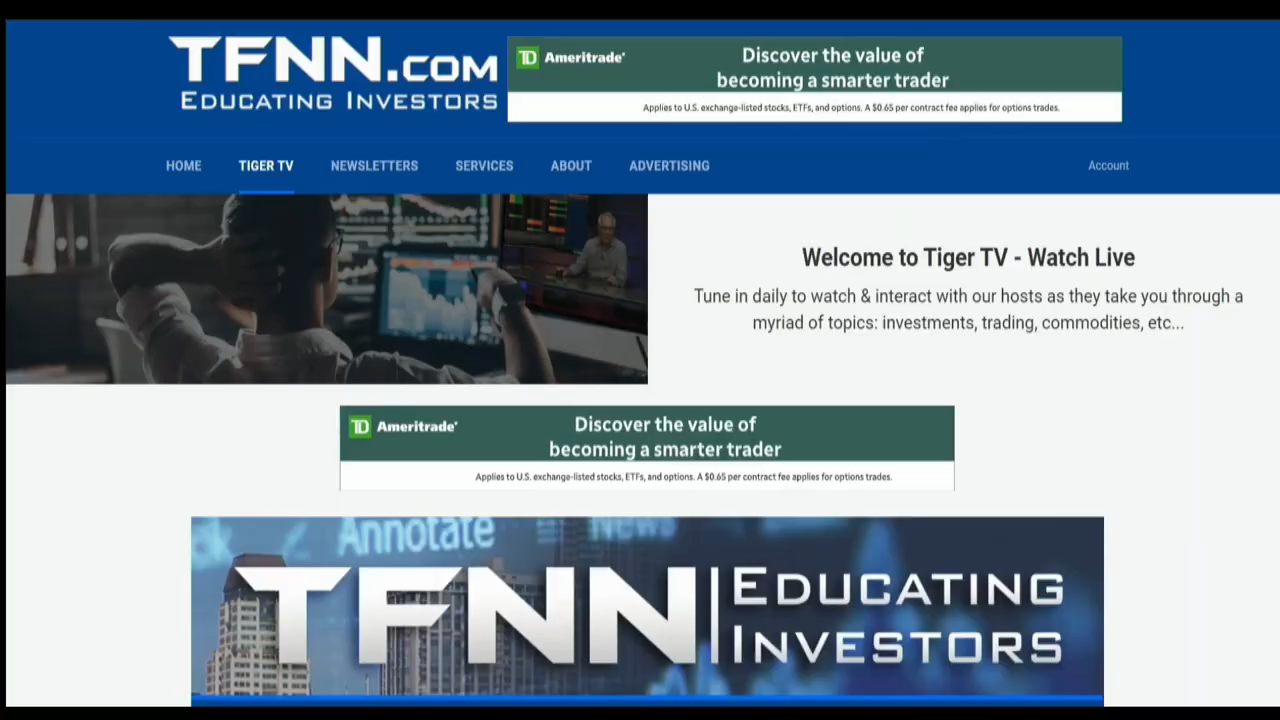 TFNN.COM
EDUCATING INVESTORS
TD Ameritrade
Discover the value of
becoming a smarter trader
Applies to U.S. exchange-listed stocks, ETFs, and options. A $0.65 per contract fee applies for options trades.
HOME
TIGER TV
NEWSLETTERS
SERVICES
ABOUT
ADVERTISING
Account
Welcome to Tiger TV - Watch Live
Tune in daily to watch & interact with our hosts as they take you through a
myriad of topics: investments, trading, commodities, etc...
TD Ameritrade
Discover the value of
becoming a smarter trader
Applies to U.S. exchange-listed stocks, ETFs, and options. A $0.65 per contract fee applies for options trades.
Annotate
News
TFNN
EDUCATING
INVESTORS